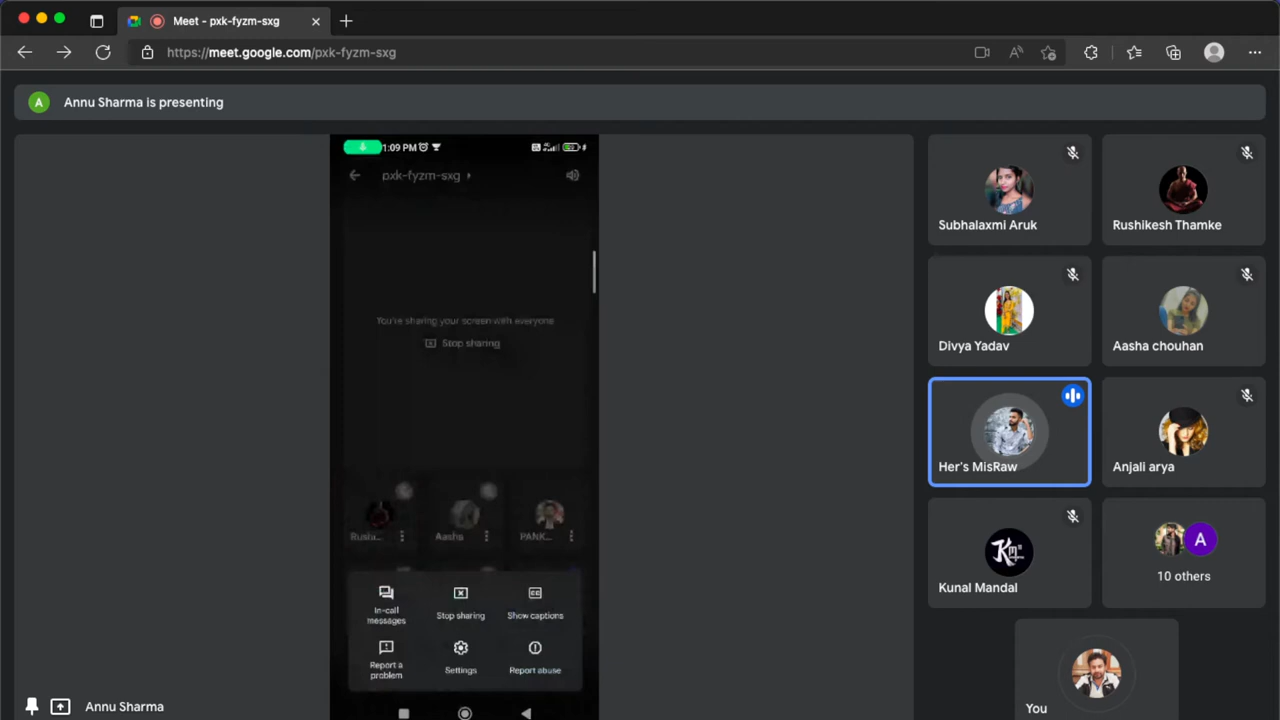 Meet - pxk-fyzm-sxg
https://meet.google.com/pxk-fyzm-sxg
A
Annu Sharma is presenting
1:09 PM
pxk-fyzm-sxg
You're sharing your screen with everyone
Stop sharing
Rushi...
Aasha
PANK...
In-call
messages
Stop sharing
Show captions
Report a
problem
Settings
Report abuse
Annu Sharma
Subhalaxmi Aruk
Rushikesh Thamke
Divya Yadav
Aasha chouhan
Her's MisRaw
Anjali arya
Kunal Mandal
A
10 others
You